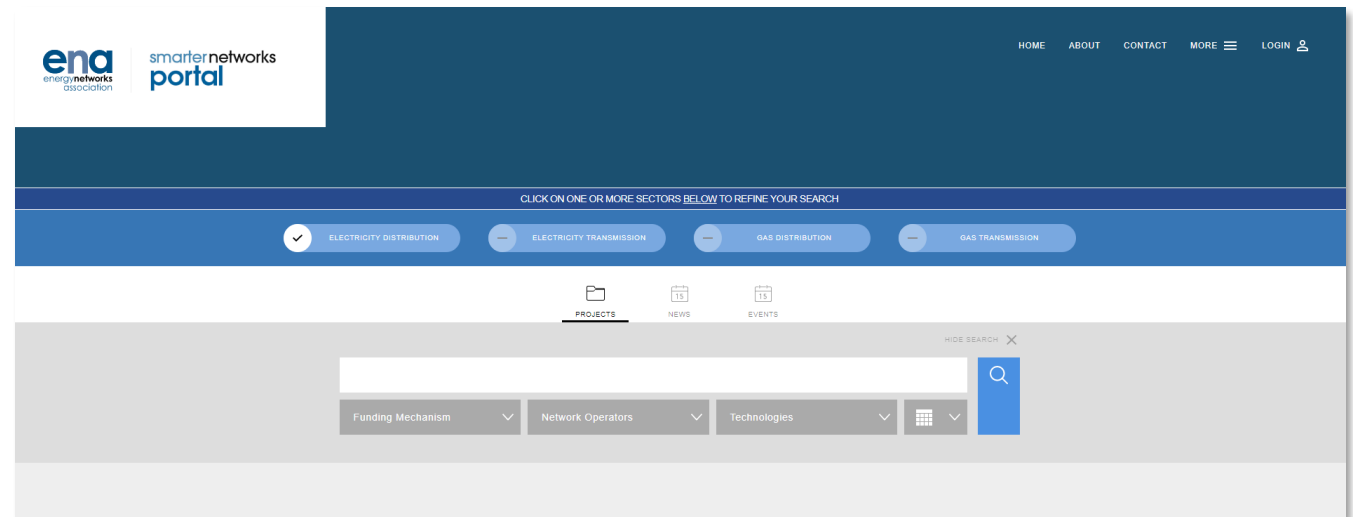 ena
energynetworks
association
smarter networks
portal
HOME ABOUT CONTACT MORE LOGIN
CLICK ON ONE OR MORE SECTORS BELOW TO REFINE YOUR SEARCH
ELECTRICITY DISTRIBUTION ELECTRICITY TRANSMISSION GAS DISTRIBUTION GAS TRANSMISSION
15 15
PROJECTS NEWS EVENTS
HIDE SEARCH
Funding Mechanism Network Operators Technologies